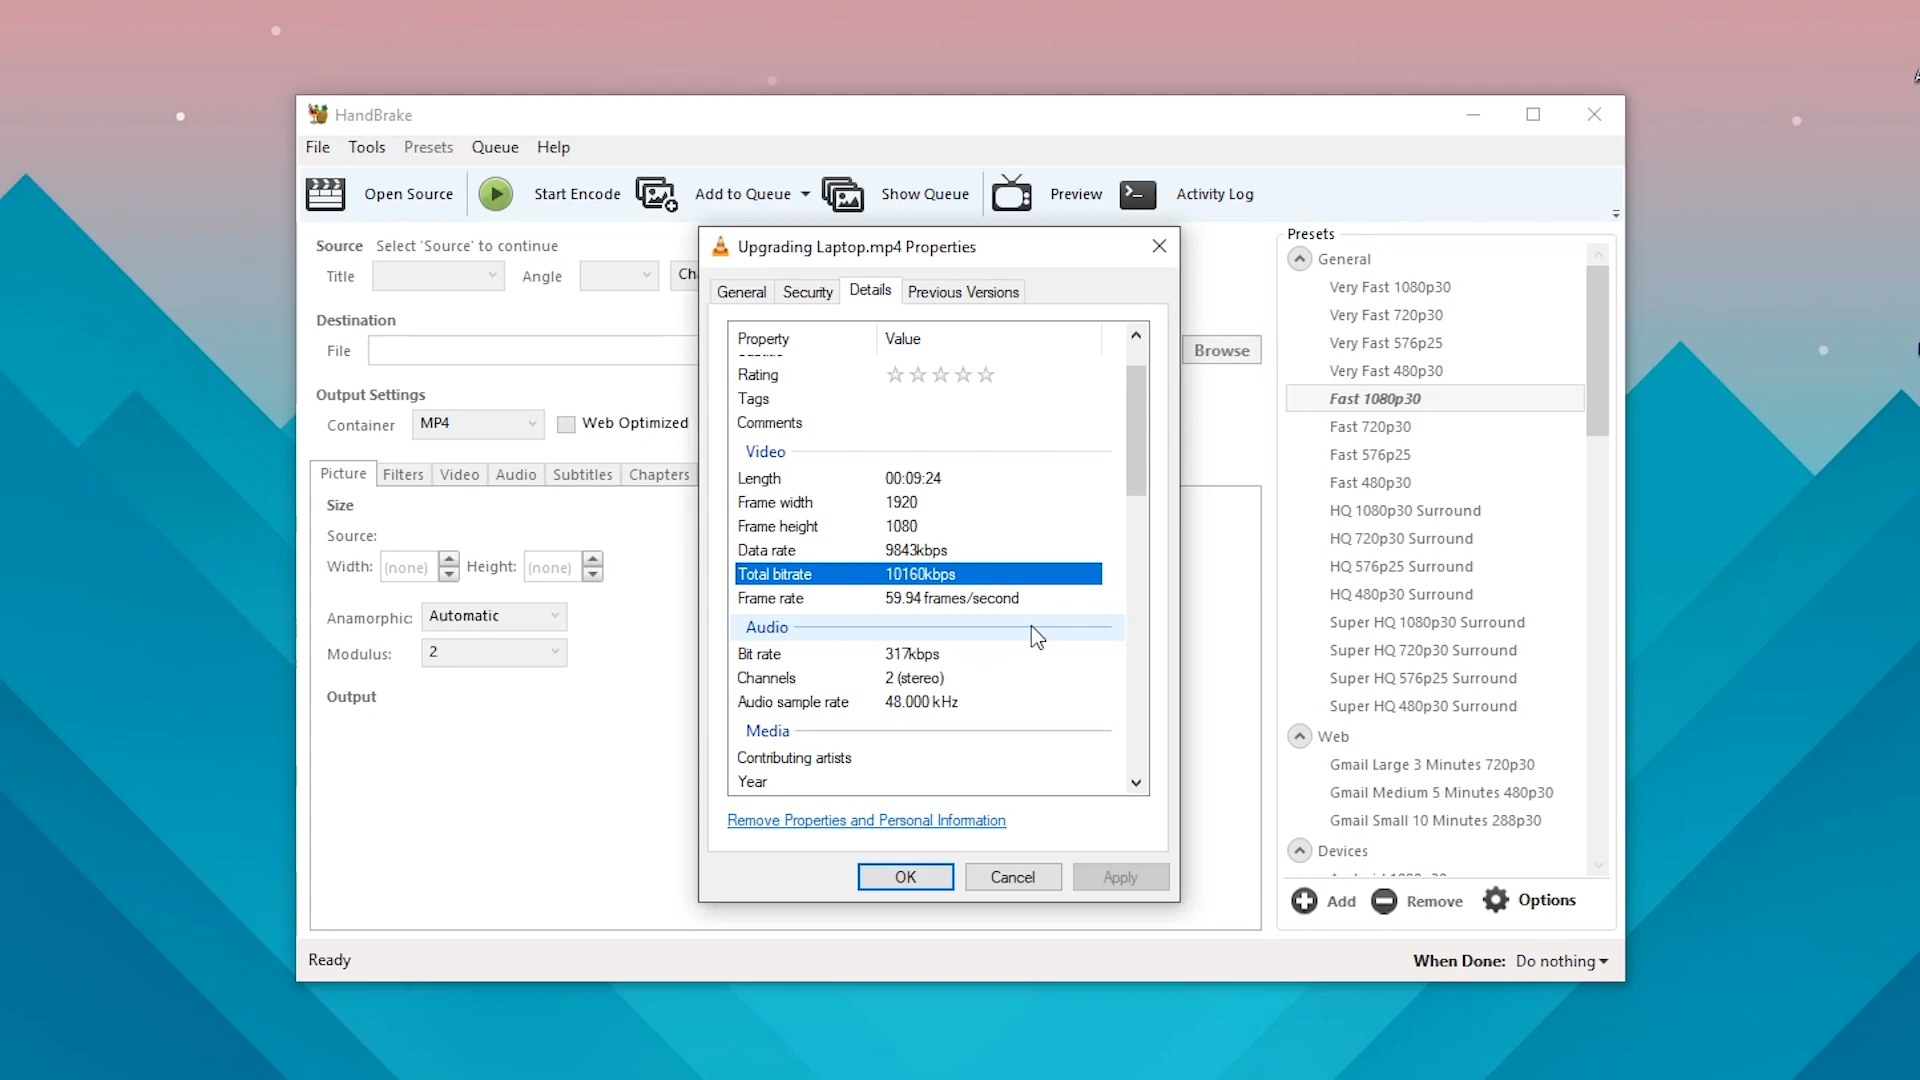 HandBrake
File Tools Presets Queue Help
Open Source Start Encode Add to Queue Show Queue Preview Activity Log
Source Select 'Source' to continue
Title Angle
Destination
File Browse
Output Settings
Container MP4 Web Optimized
Picture Filters Video Audio Subtitles Chapters
Size
Source:
Width: (none) Height: (none)
Anamorphic: Automatic
Modulus: 2
Output
Upgrading Laptop.mp4 Properties
General Security Details Previous Versions
Property Value
Rating
Tags
Comments
Video
Length 00:09:24
Frame width 1920
Frame height 1080
Data rate 9843kbps
Total bitrate 10160kbps
Frame rate 59.94 frames/second
Audio
Bit rate 317kbps
Channels 2 (stereo)
Audio sample rate 48.000 kHz
Media
Contributing artists
Year
Remove Properties and Personal Information
OK Cancel Apply
Presets
General
Very Fast 1080p30
Very Fast 720p30
Very Fast 576p25
Very Fast 480p30
Fast 1080p30
Fast 720p30
Fast 576p25
Fast 480p30
HQ 1080p30 Surround
HQ 720p30 Surround
HQ 576p25 Surround
HQ 480p30 Surround
Super HQ 1080p30 Surround
Super HQ 720p30 Surround
Super HQ 576p25 Surround
Super HQ 480p30 Surround
Web
Gmail Large 3 Minutes 720p30
Gmail Medium 5 Minutes 480p30
Gmail Small 10 Minutes 288p30
Devices
Add Remove Options
Ready When Done: Do nothing